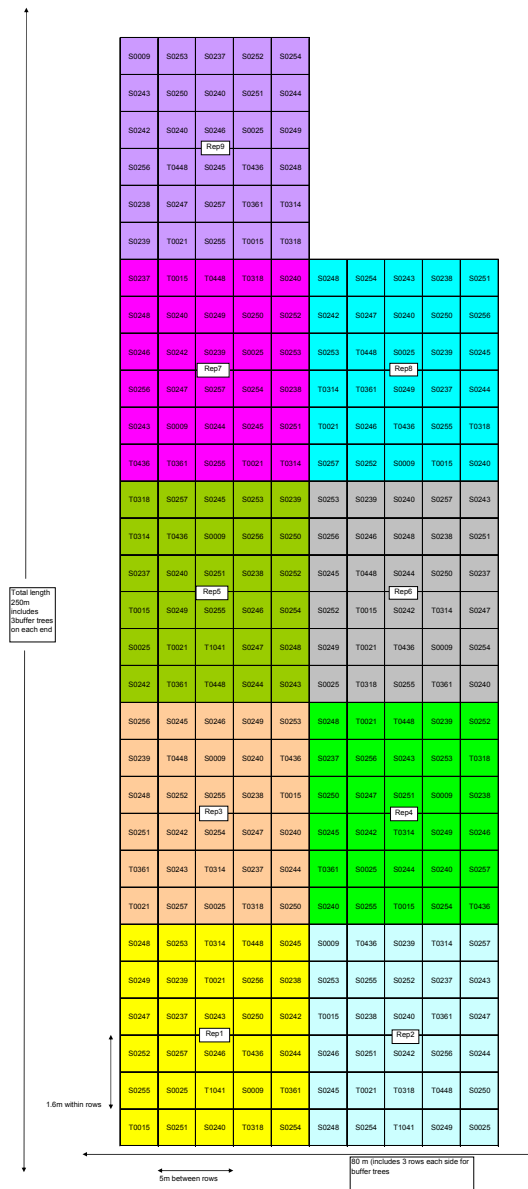 S0009 S0253 S0237 S0252 S0254
S0243 S0250 S0240 S0251 S0244
S0242 S0240 S0246 S0025 S0249
Rep9
S0256 T0448 S0245 T0436 S0248
S0238 S0247 S0257 T0361 T0314
S0239 T0021 S0255 T0015 T0318
S0237 T0015 T0448 T0318 S0240 S0248 S0254 S0243 S0238 S0251
S0248 S0240 S0249 S0250 S0252 S0242 S0247 S0240 S0250 S0256
S0246 S0242 S0239 S0025 S0253 S0253 T0448 S0025 S0239 S0245
Rep7 Rep8
S0256 S0247 S0257 S0254 S0238 T0314 T0361 S0249 S0237 S0244
S0243 S0009 S0244 S0245 S0251 T0021 S0246 T0436 S0255 T0318
T0436 T0361 S0255 T0021 T0314 S0257 S0252 S0009 T0015 S0240
T0318 S0257 S0245 S0253 S0239 S0253 S0239 S0240 S0257 S0243
T0314 T0436 S0009 S0256 S0250 S0256 S0246 S0248 S0238 S0251
S0237 S0240 S0251 S0238 S0252 S0245 T0448 S0244 S0250 S0237
Rep5 Rep6
Total length
250m
includes
3buffer trees
on each end
T0015 S0249 S0255 S0246 S0254 S0252 T0015 S0242 T0314 S0247
S0025 T0021 T1041 S0247 S0248 S0249 T0021 T0436 S0009 S0254
S0242 T0361 T0448 S0244 S0243 S0025 T0318 S0255 T0361 S0240
S0256 S0245 S0246 S0249 S0253 S0248 T0021 T0448 S0239 S0252
S0239 T0448 S0009 S0240 T0436 S0237 S0256 S0243 S0253 T0318
S0248 S0252 S0255 S0238 T0015 S0250 S0247 S0251 S0009 S0238
Rep3 Rep4
S0251 S0242 S0254 S0247 S0240 S0245 S0242 T0314 S0249 S0246
T0361 S0243 T0314 S0237 S0244 T0361 S0025 S0244 S0240 S0257
T0021 S0257 S0025 T0318 S0250 S0240 S0255 T0015 S0254 T0436
S0248 S0253 T0314 T0448 S0245 S0009 T0436 S0239 T0314 S0257
S0249 S0239 T0021 S0256 S0238 S0253 S0255 S0252 S0237 S0243
S0247 S0237 S0243 S0250 S0242 T0015 S0238 S0240 T0361 S0247
Rep1 Rep2
S0252 S0257 S0246 T0436 S0244 S0246 S0251 S0242 S0256 S0244
S0255 S0025 T1041 S0009 T0361 S0245 T0021 T0318 T0448 S0250
1.6m within rows
T0015 S0251 S0240 T0318 S0254 S0248 S0254 T1041 S0249 S0025
5m between rows
80 m (includes 3 rows each side for
buffer trees